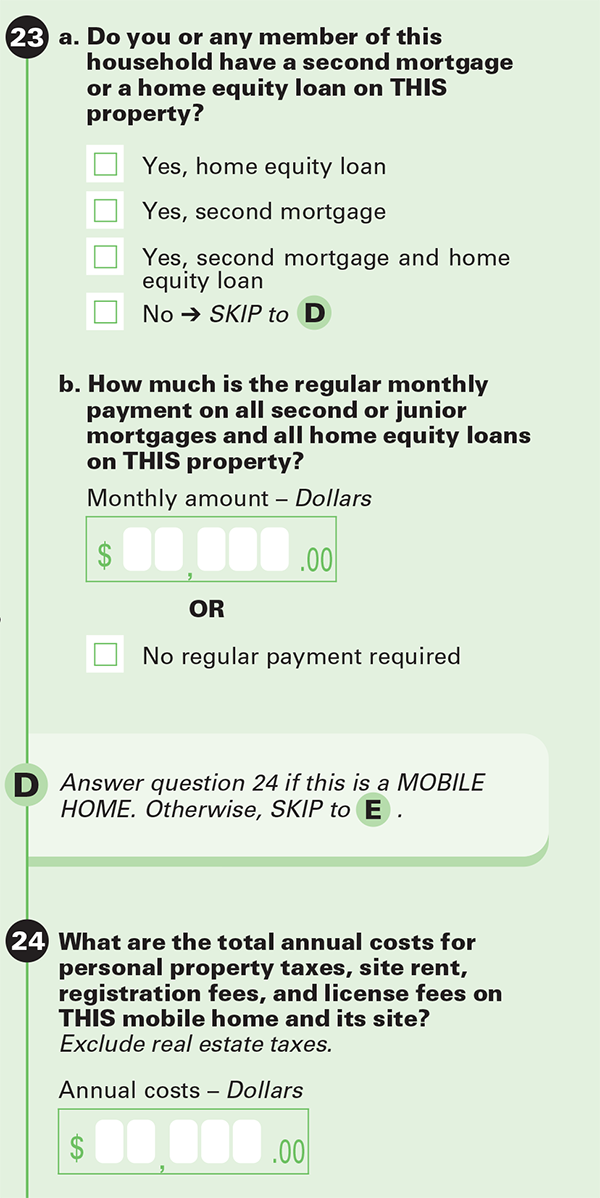 23 a. Do you or any member of this
household have a second mortgage
or a home equity loan on THIS
property?
Yes, home equity loan
Yes, second mortgage
Yes, second mortgage and home
equity loan
No ➔ SKIP to D
b. How much is the regular monthly
payment on all second or junior
mortgages and all home equity loans
on THIS property?
Monthly amount – Dollars
$ , .00
OR
No regular payment required
D Answer question 24 if this is a MOBILE
HOME. Otherwise, SKIP to E .
24 What are the total annual costs for
personal property taxes, site rent,
registration fees, and license fees on
THIS mobile home and its site?
Exclude real estate taxes.
Annual costs – Dollars
$ , .00